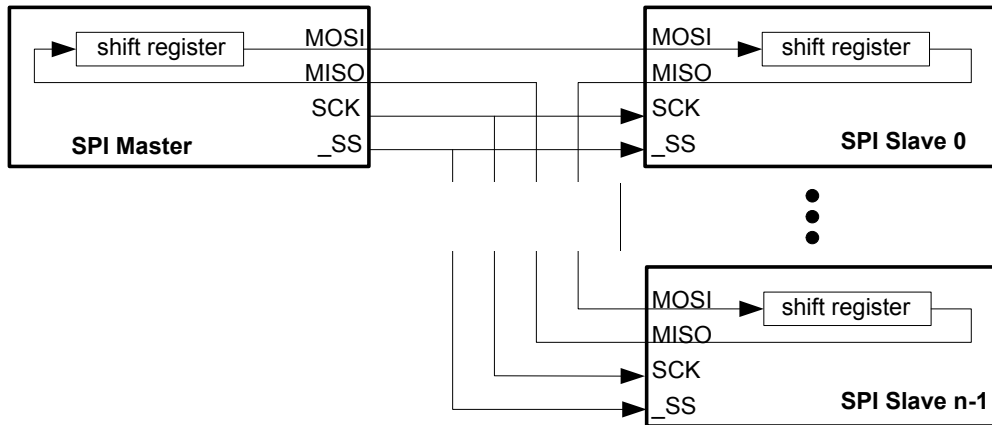 shift register
MOSI
MISO
SCK
_SS
SPI Master
MOSI
MISO
SCK
_SS
shift register
SPI Slave 0
MOSI
MISO
SCK
_SS
shift register
SPI Slave n-1